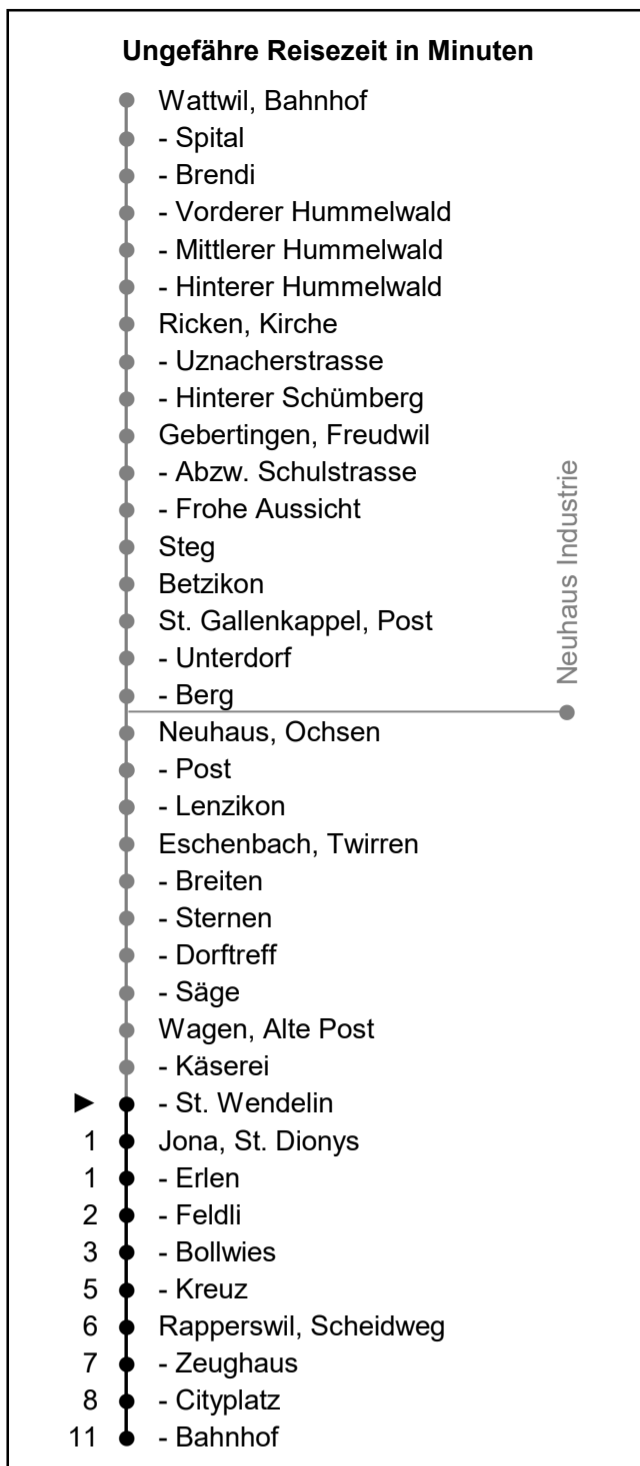 Ungefähre Reisezeit in Minuten
Wattwil, Bahnhof
- Spital
- Brendi
- Vorderer Hummelwald
- Mittlerer Hummelwald
- Hinterer Hummelwald
Ricken, Kirche
- Uznacherstrasse
- Hinterer Schümberg
Gebertingen, Freudwil
- Abzw. Schulstrasse
- Frohe Aussicht
Steg
Betzikon
St. Gallenkappel, Post
- Unterdorf
- Berg
Neuhaus Industrie
Neuhaus, Ochsen
- Post
- Lenzikon
Eschenbach, Twirren
- Breiten
- Sternen
- Dorftreff
- Säge
Wagen, Alte Post
- Käserei
► - St. Wendelin
1 Jona, St. Dionys
1 - Erlen
2 - Feldli
3 - Bollwies
5 - Kreuz
6 Rapperswil, Scheidweg
7 - Zeughaus
8 - Cityplatz
11 - Bahnhof